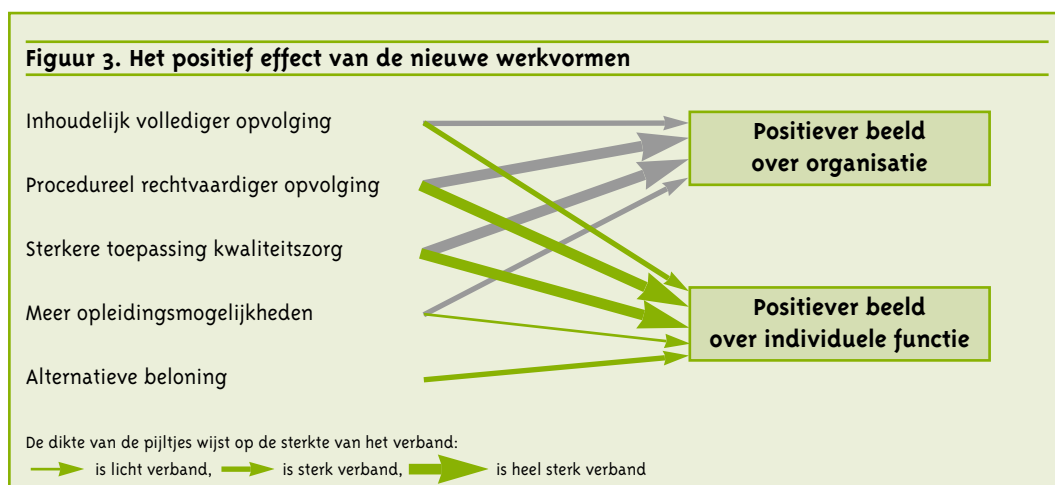 Figuur 3. Het positief effect van de nieuwe werkvormen
Inhoudelijk vollediger opvolging
Procedureel rechtvaardiger opvolging
Sterkere toepassing kwaliteitszorg
Meer opleidingsmogelijkheden
Alternatieve beloning
Positiever beeld
over organisatie
Positiever beeld
over individuele functie
De dikte van de pijltjes wijst op de sterkte van het verband:
is licht verband, is sterk verband, is heel sterk verband